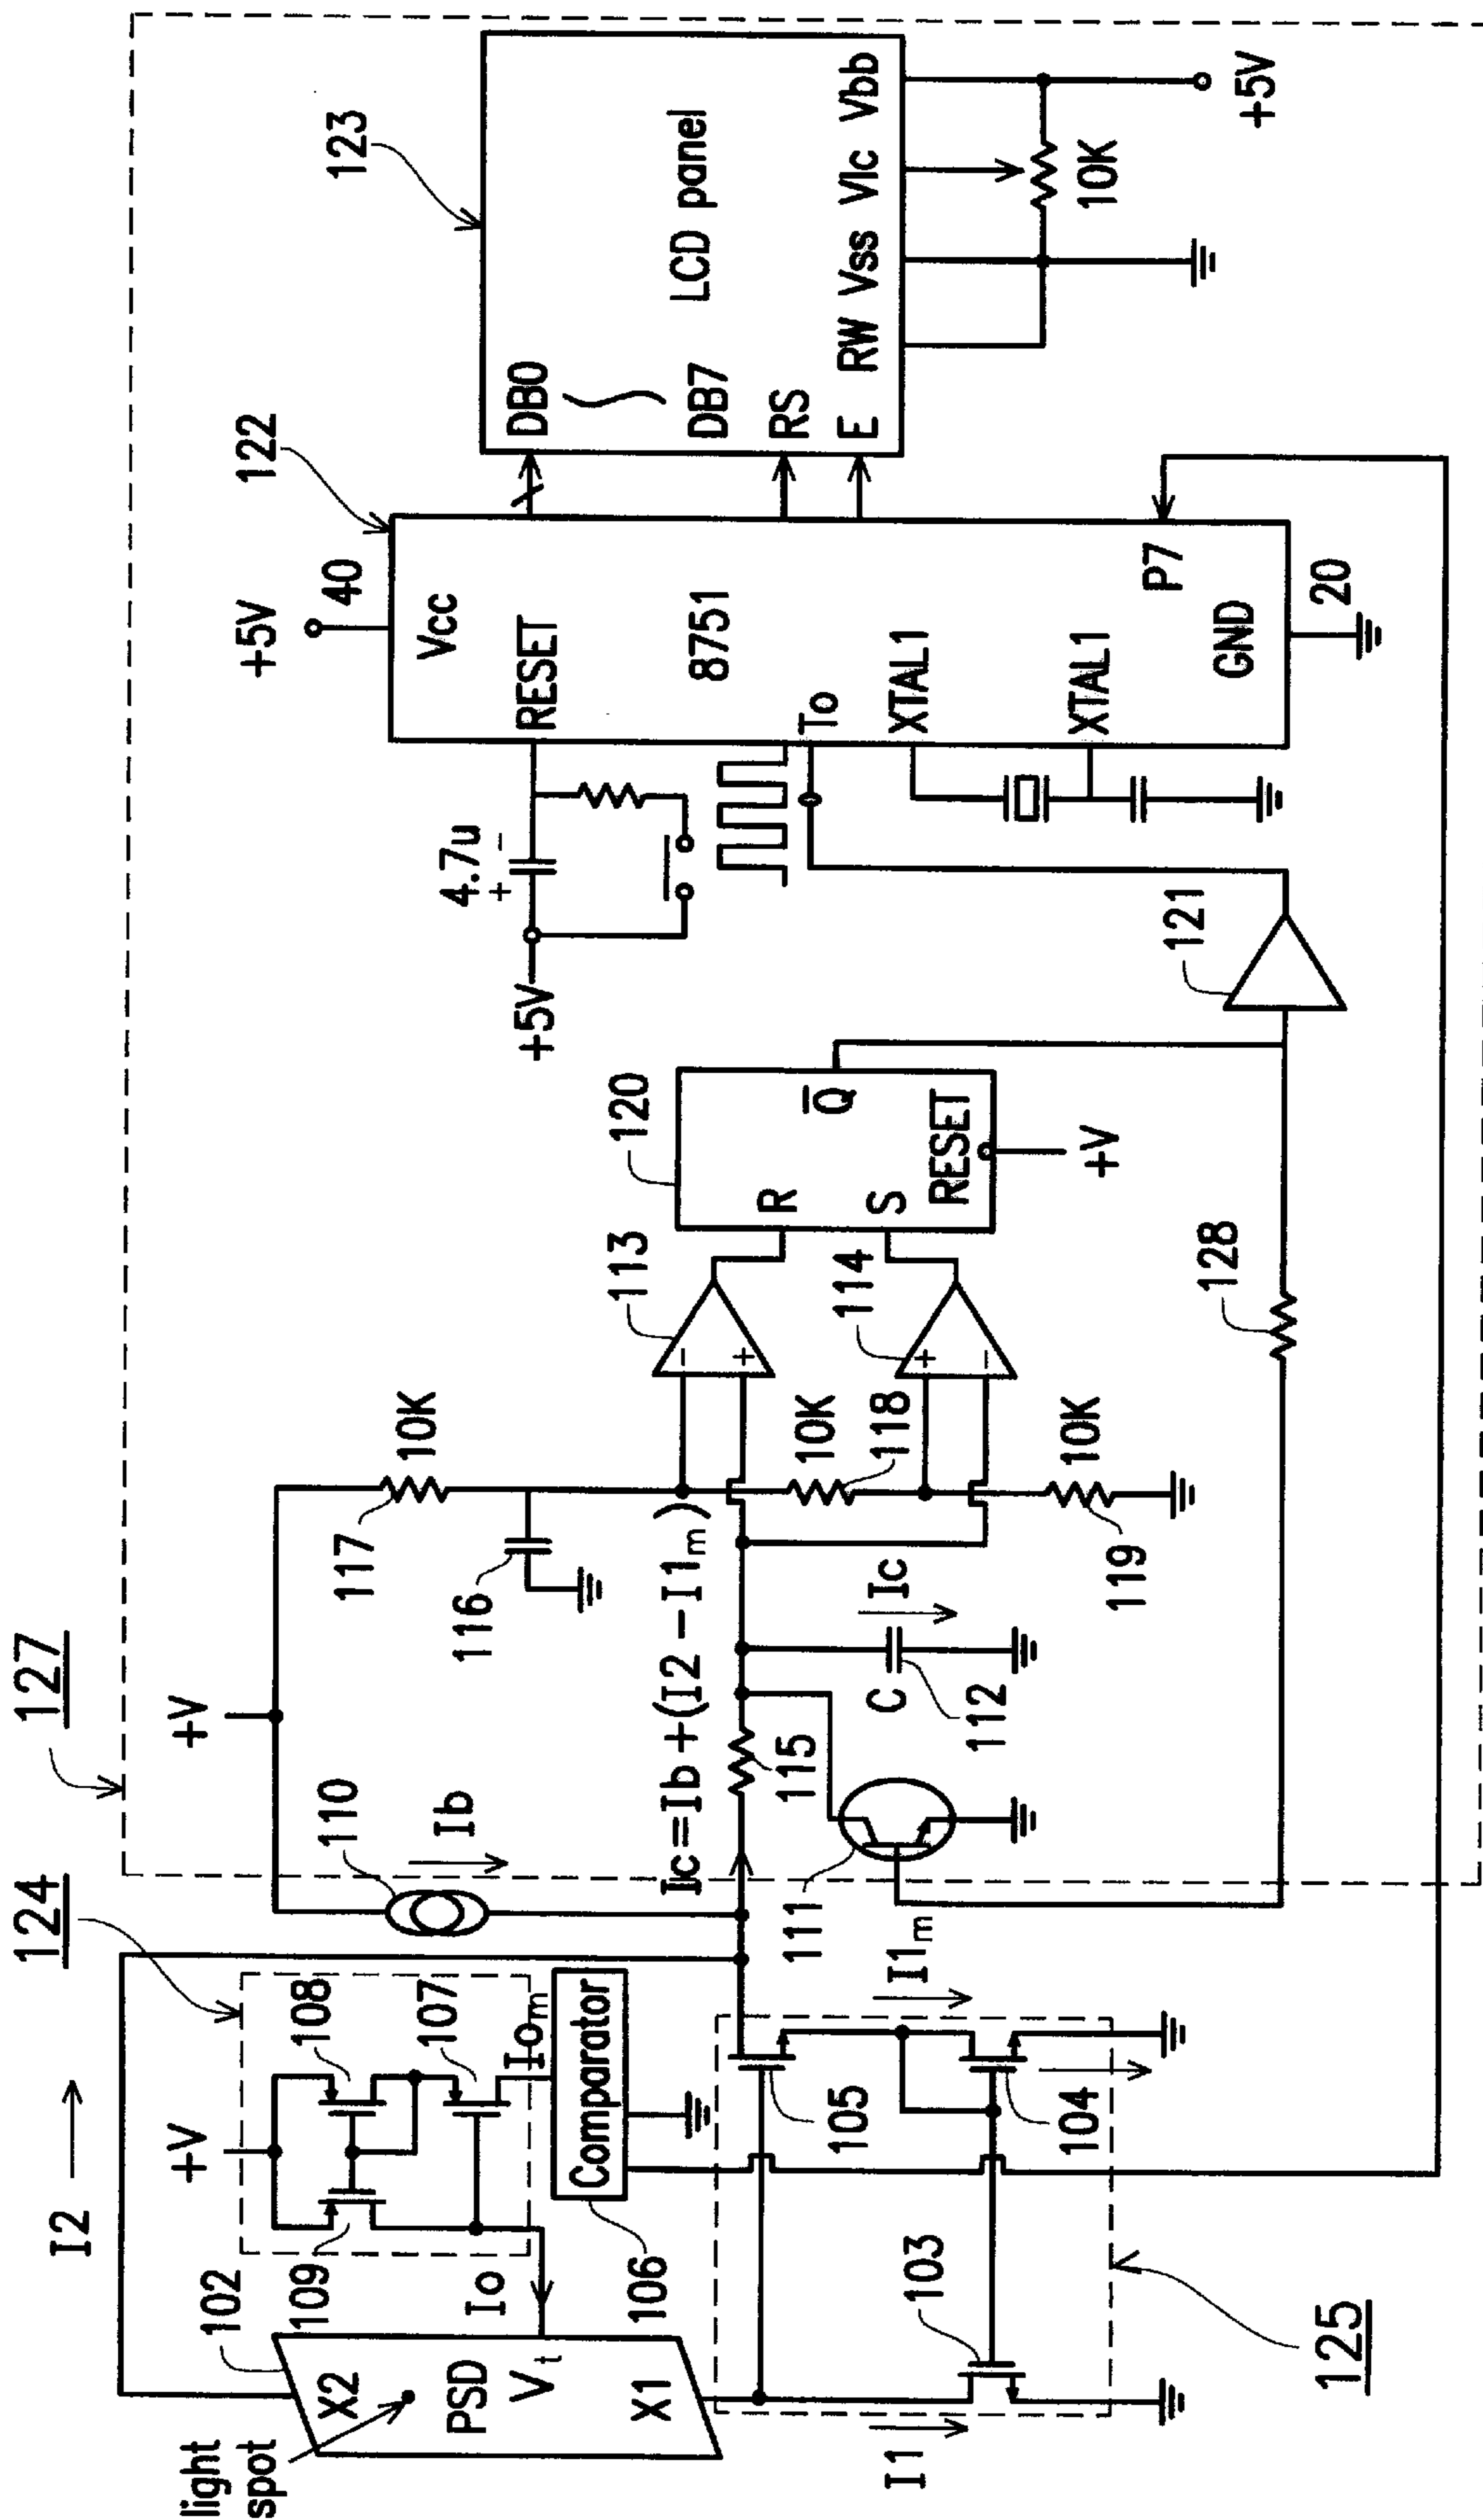 127
124
I2
+V
+V
110
Ib
117
10K
116
113
120
+5V
4.7u
+ -
+5V
40
122
123
Vcc
RESET
8751
To
XTAL1
XTAL1
P7
GND
20
DB0
DB7
RS
E
RW
Vss
Vlc
Vbb
LCD panel
10K
+5V
light
spot
102
109
108
107
Io
Iom
X2
PSD
Vt
X1
Comparator
106
Ic=Ib+(I2-I1m)
115
111
C
112
Ic
10K
118
114
10K
119
-
+
+
-
R
S
Q̅
R̅E̅S̅E̅T̅
+V
128
121
I1
103
105
104
I1m
125